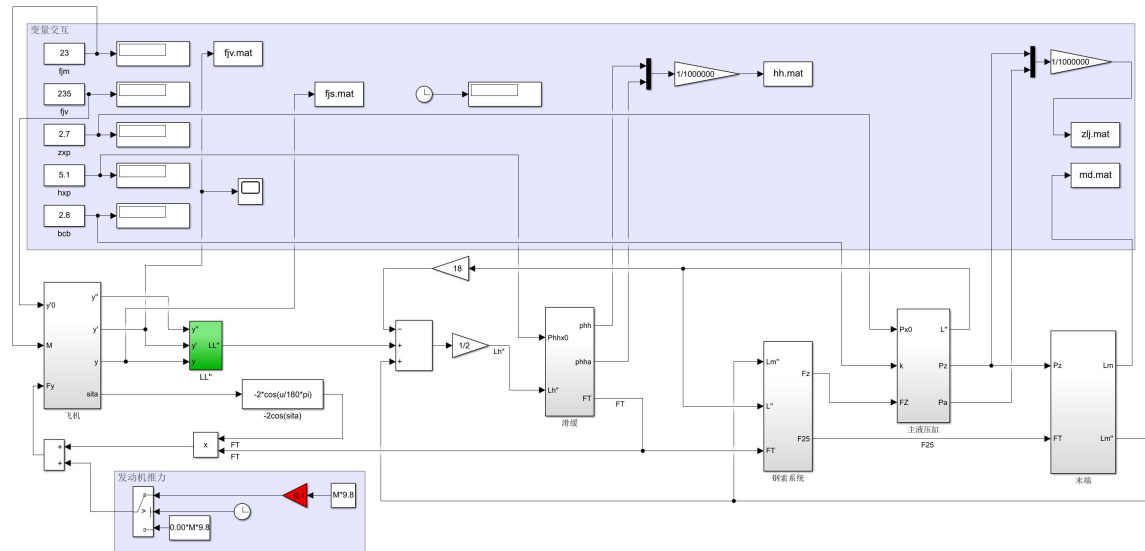 变量交互
23
fjm
fjv.mat
235
fjv
fjs.mat
1/1000000
hh.mat
1/1000000
2.7
zxp
zlj.mat
5.1
hxp
md.mat
2.8
bcb
18
y'0
M
Fy
y"
y'
y
sita
飞机
y"
y'
y
LL"
LL"
−
+
+
1/2
Lh"
Phhx0
Lh"
phh
phha
FT
滑缓
FT
-2*cos(u/180*pi)
-2cos(sita)
x
FT
FT
+
+
Lm"
L"
FT
Fz
F25
钢索系统
Px0
k
FZ
L"
Pz
Pa
主液压缸
F25
Pz
FT
Lm
Lm"
末端
发动机推力
>
0.1
M*9.8
0.00*M*9.8